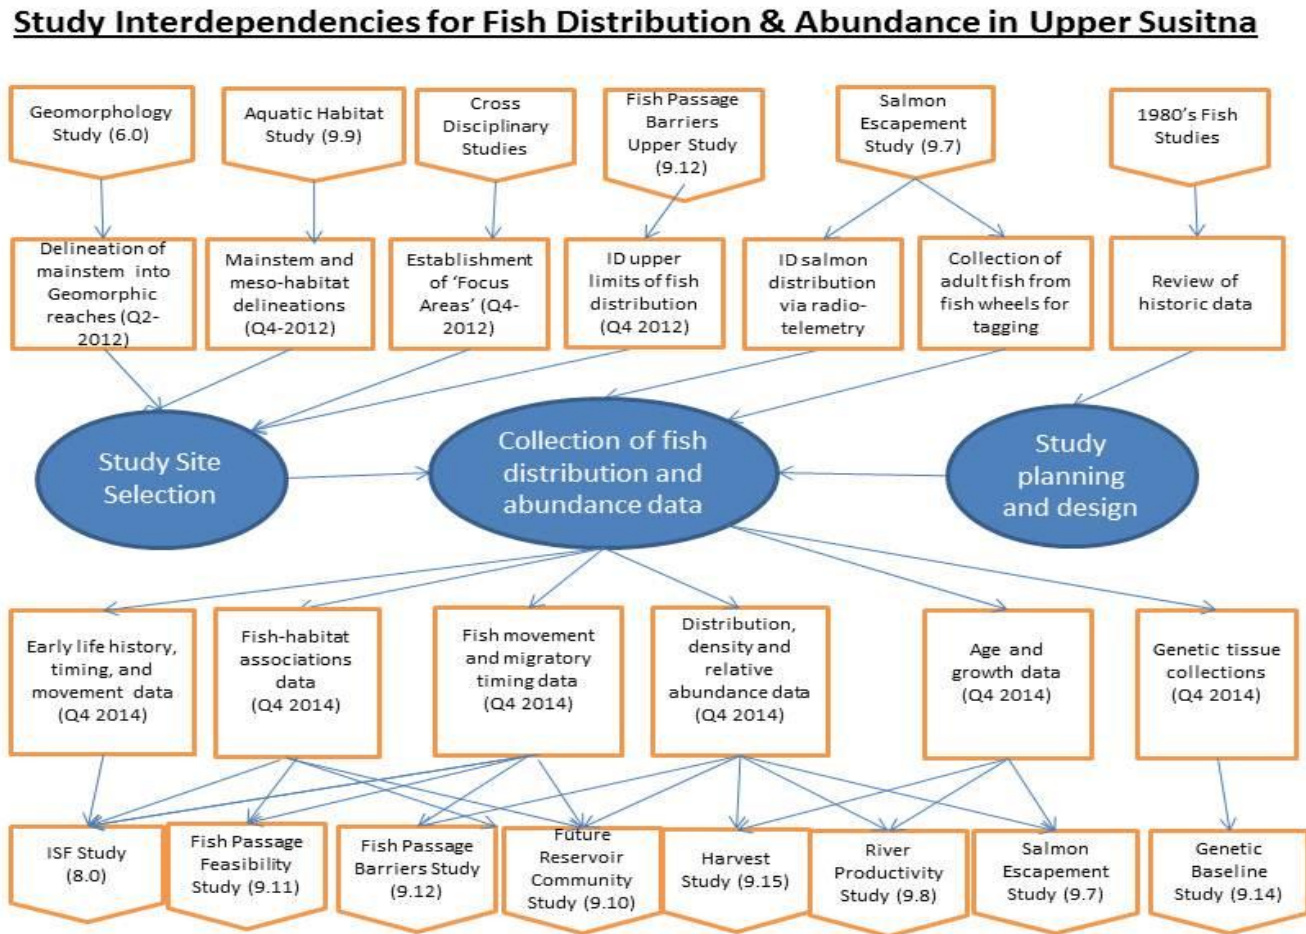 Study Interdependencies for Fish Distribution & Abundance in Upper Susitna
Geomorphology
Study (6.0)
Aquatic Habitat
Study (9.9)
Cross
Disciplinary
Studies
Fish Passage
Barriers
Upper Study
(9.12)
Salmon
Escapement
Study (9.7)
1980's Fish
Studies
Delineation of
mainstem into
Geomorphic
reaches (Q2-
2012)
Mainstem and
meso-habitat
delineations
(Q4-2012)
Establishment
of ‘Focus
Areas’ (Q4-
2012)
ID upper
limits of fish
distribution
(Q4 2012)
ID salmon
distribution
via radio-
telemetry
Collection of
adult fish from
fish wheels for
tagging
Review of
historic data
Study Site
Selection
Collection of fish
distribution and
abundance data
Study
planning
and design
Early life history,
timing, and
movement data
(Q4 2014)
Fish-habitat
associations
data
(Q4 2014)
Fish movement
and migratory
timing data
(Q4 2014)
Distribution,
density and
relative
abundance data
(Q4 2014)
Age and
growth data
(Q4 2014)
Genetic tissue
collections
(Q4 2014)
ISF Study
(8.0)
Fish Passage
Feasibility
Study (9.11)
Fish Passage
Barriers Study
(9.12)
Future
Reservoir
Community
Study (9.10)
Harvest
Study (9.15)
River
Productivity
Study (9.8)
Salmon
Escapement
Study (9.7)
Genetic
Baseline
Study (9.14)